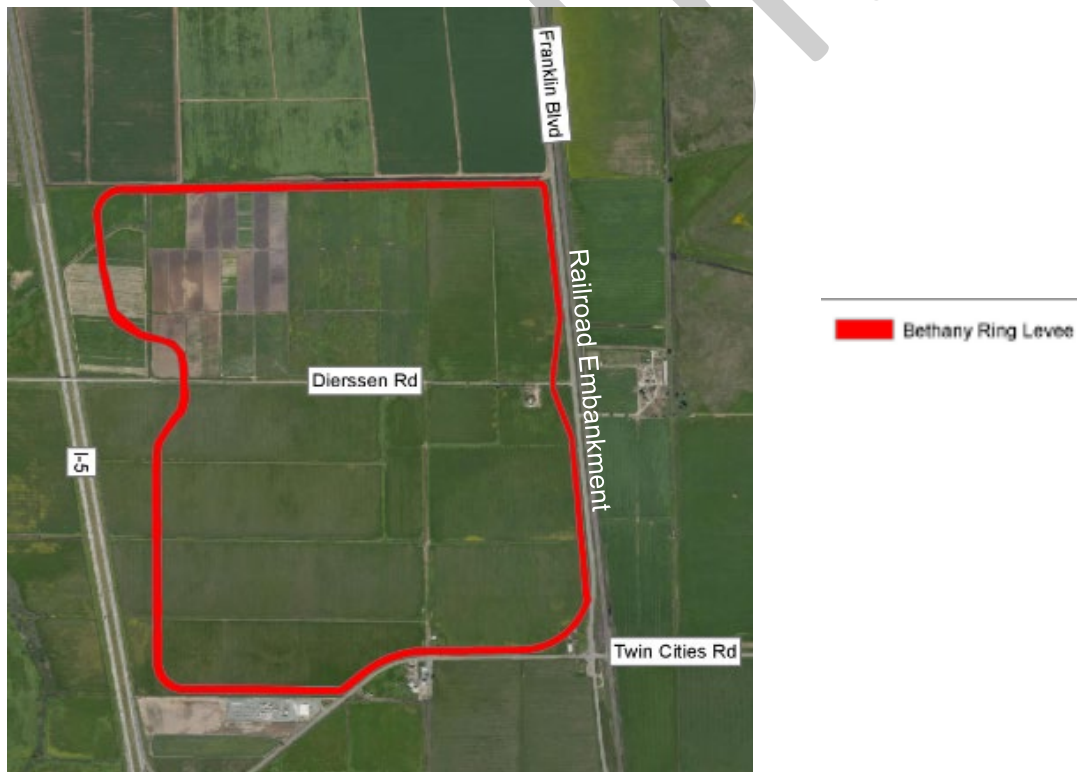 Franklin Blvd
Railroad Embankment
Dierssen Rd
I-5
Twin Cities Rd
Bethany Ring Levee